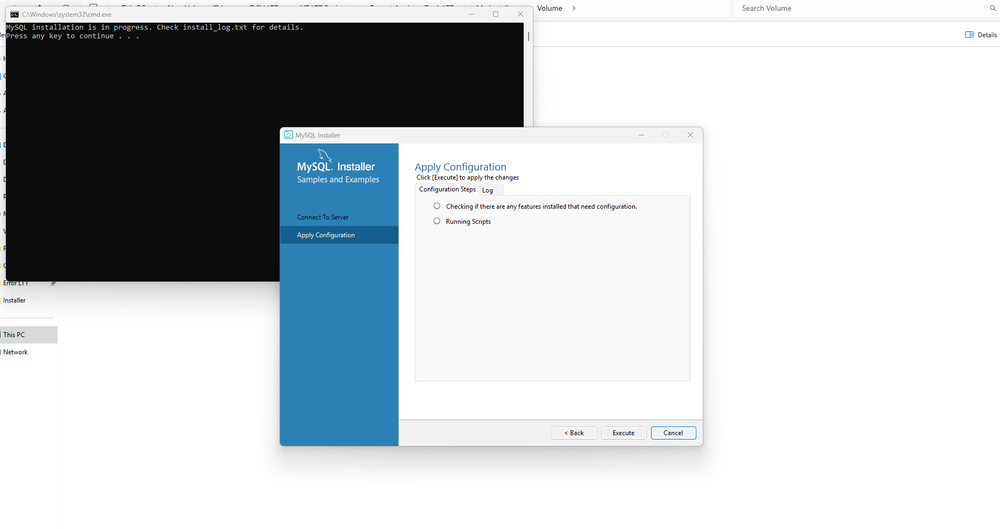 C:\Windows\system32\cmd.exe
Volume
Search Volume
MySQL installation is in progress. Check install_log.txt for details.
Press any key to continue . . .
Details
MySQL Installer
MySQL. Installer
Samples and Examples
Connect To Server
Apply Configuration
Apply Configuration
Click [Execute] to apply the changes
Configuration Steps
Log
Checking if there are any features installed that need configuration.
Running Scripts
Error LTT
Installer
This PC
Network
< Back
Execute
Cancel